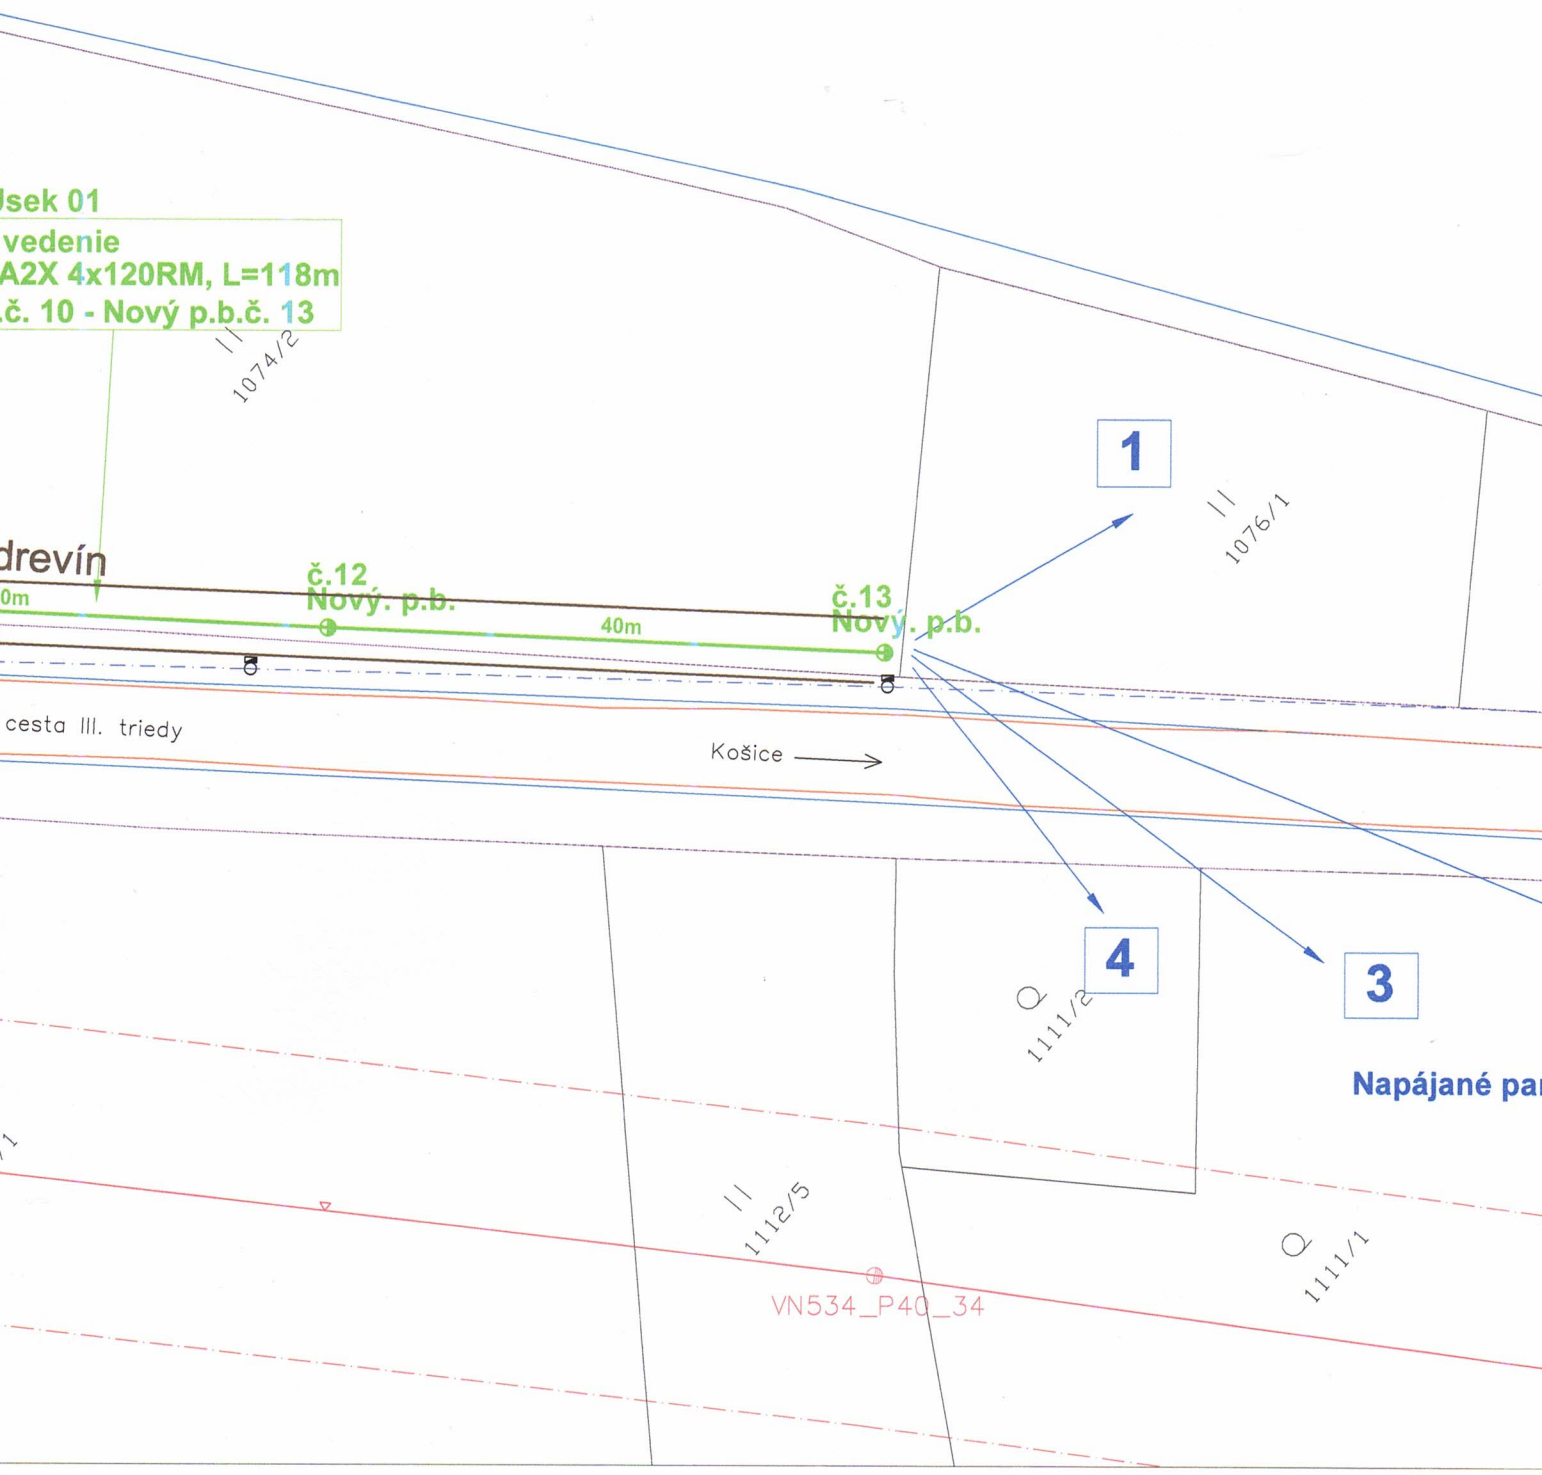 Úsek 01
vedenie
A2X 4x120RM, L=118m
.č. 10 - Nový p.b.č. 13
1074/2
1
1076/1
drevín
0m
č.12
Nový. p.b.
40m
č.13
Nový. p.b.
cesta III. triedy
Košice
4
3
1111/2
Napájané par
/1
1112/5
1111/1
VN534_P40_34